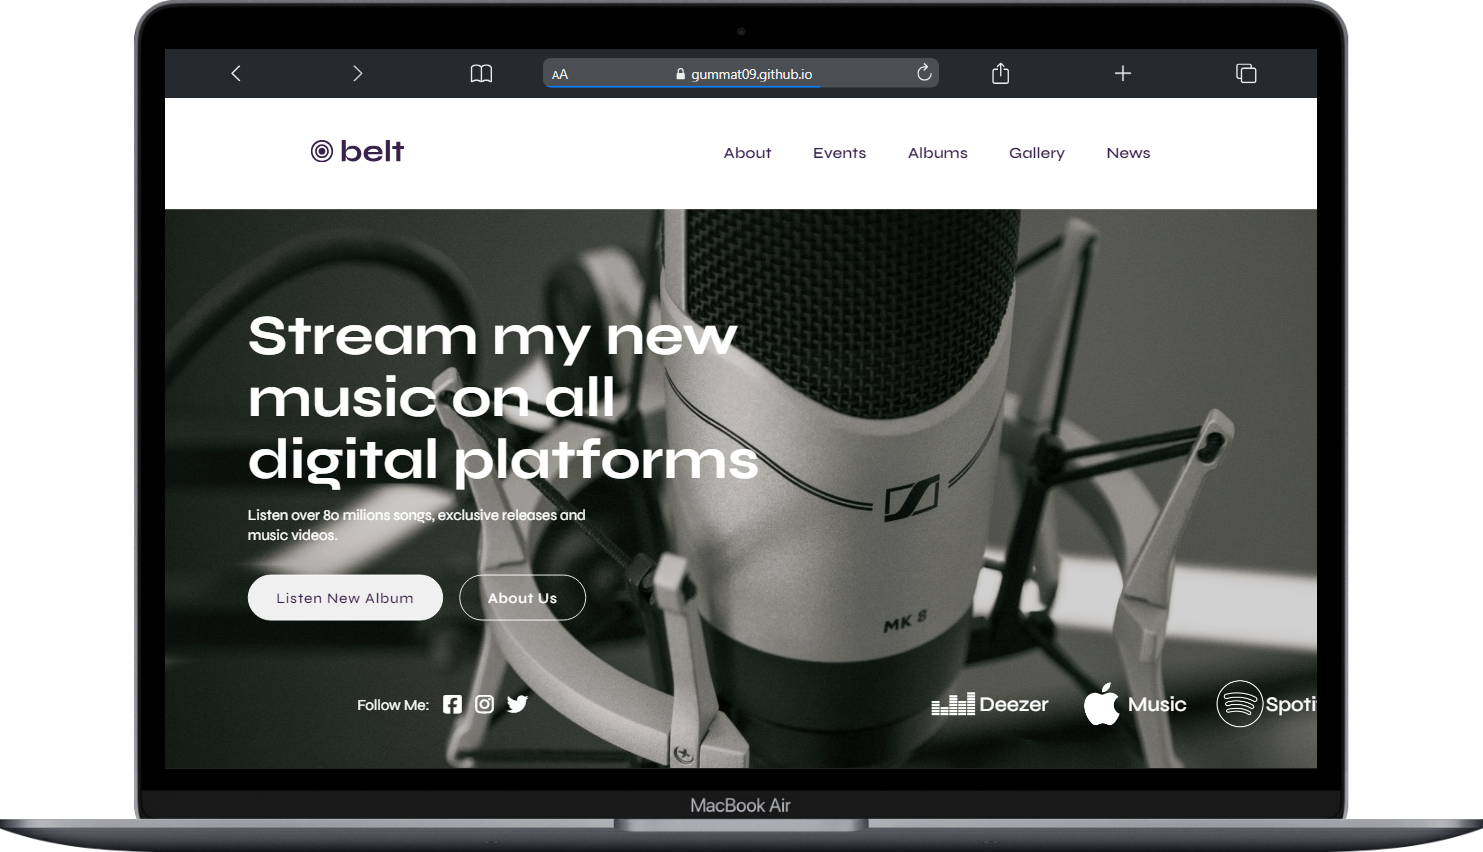 AA gummat09.github.io
belt
About Events Albums Gallery News
Stream my new
music on all
digital platforms
Listen over 80 milions songs, exclusive releases and
music videos.
Listen New Album About Us
MK 8
Follow Me: Deezer Music Spoti
MacBook Air